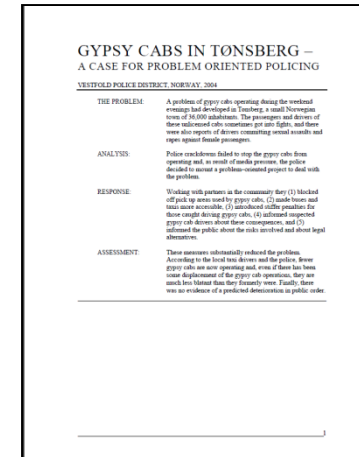 GYPSY CABS IN TØNSBERG –
A CASE FOR PROBLEM ORIENTED POLICING
VESTFOLD POLICE DISTRICT, NORWAY, 2004
THE PROBLEM: A problem of gypsy cabs operating during the weekend
evenings had developed in Tønsberg, a small Norwegian
town of 36,000 inhabitants. The passengers and drivers of
these unlicensed cabs sometimes got into fights, and there
were also reports of drivers committing sexual assaults and
rapes against female passengers.
ANALYSIS: Police crackdowns failed to stop the gypsy cabs from
operating and, as result of media pressure, the police
decided to mount a problem-oriented project to deal with
the problem.
RESPONSE: Working with partners in the community they (1) blocked
off pick up areas used by gypsy cabs, (2) made buses and
taxis more accessible, (3) introduced stiffer penalties for
those caught driving gypsy cabs, (4) informed suspected
gypsy cab drivers about these consequences, and (5)
informed the public about the risks involved and about legal
alternatives.
ASSESSMENT: These measures substantially reduced the problem.
According to the local taxi drivers and the police, fewer
gypsy cabs are now operating and, even if there has been
some displacement of the gypsy cab operations, they are
much less blatant than they formerly were. Finally, there
was no evidence of a predicted deterioration in public order.
1